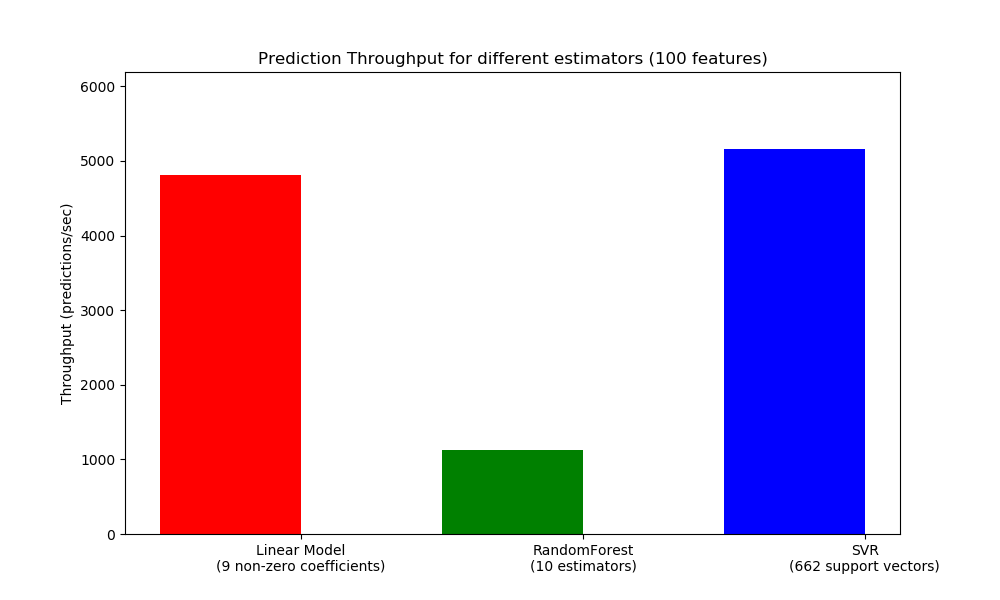 Prediction Throughput for different estimators (100 features)
Throughput (predictions/sec)
6000
5000
4000
3000
2000
1000
0
Linear Model
(9 non-zero coefficients)
RandomForest
(10 estimators)
SVR
(662 support vectors)